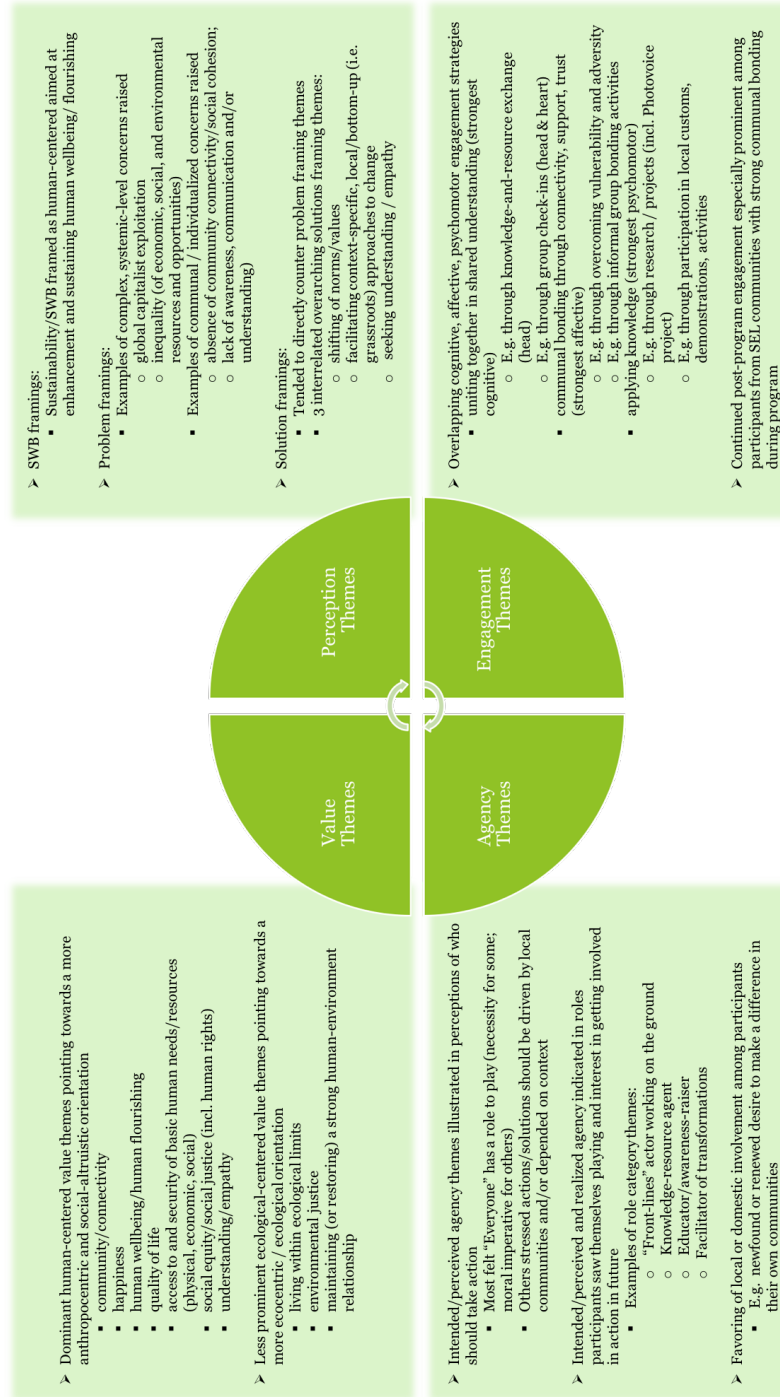 ➢ Dominant human-centered value themes pointing towards a more
anthropocentric and social-altruistic orientation
▪ community/connectivity
▪ happiness
▪ human wellbeing/human flourishing
▪ quality of life
▪ access to and security of basic human needs/resources
(physical, economic, social)
▪ social equity/social justice (incl. human rights)
▪ understanding/empathy
➢ Less prominent ecological-centered value themes pointing towards a
more ecocentric / ecological orientation
▪ living within ecological limits
▪ environmental justice
▪ maintaining (or restoring) a strong human-environment
relationship
Value
Themes
Perception
Themes
➢ SWB framings:
▪ Sustainability/SWB framed as human-centered aimed at
enhancement and sustaining human wellbeing/ flourishing
➢ Problem framings:
▪ Examples of complex, systemic-level concerns raised
○ global capitalist exploitation
○ inequality (of economic, social, and environmental
resources and opportunities)
▪ Examples of communal/ individualized concerns raised
○ absence of community connectivity/social cohesion;
○ lack of awareness, communication and/or
understanding)
➢ Solution framings:
▪ Tended to directly counter problem framing themes
▪ 3 interrelated overarching solutions framing themes:
○ shifting of norms/values
○ facilitating context-specific, local/bottom-up (i.e.
grassroots) approaches to change
○ seeking understanding / empathy
➢ Intended/perceived agency themes illustrated in perceptions of who
should take action
▪ Most felt “Everyone” has a role to play (necessity for some;
moral imperative for others)
▪ Others stressed actions/solutions should be driven by local
communities and/or depended on context
➢ Intended/perceived and realized agency indicated in roles
participants saw themselves playing and interest in getting involved
in action in future
▪ Examples of role category themes:
○ “Front-lines” actor working on the ground
○ Knowledge-resource agent
○ Educator/awareness-raiser
○ Facilitator of transformations
➢ Favoring of local or domestic involvement among participants
▪ E.g. newfound or renewed desire to make a difference in
their own communities
Agency
Themes
Engagement
Themes
➢ Overlapping cognitive, affective, psychomotor engagement strategies
▪ uniting together in shared understanding (strongest
cognitive)
○ E.g. through knowledge-and-resource exchange
(head)
○ E.g. through group check-ins (head & heart)
▪ communal bonding through connectivity, support, trust
(strongest affective)
○ E.g. through overcoming vulnerability and adversity
○ E.g. through informal group bonding activities
▪ applying knowledge (strongest psychomotor)
○ E.g. through research / projects (incl. Photovoice
project)
○ E.g. through participation in local customs,
demonstrations, activities
➢ Continued post-program engagement especially prominent among
participants from SEL communities with strong communal bonding
during program